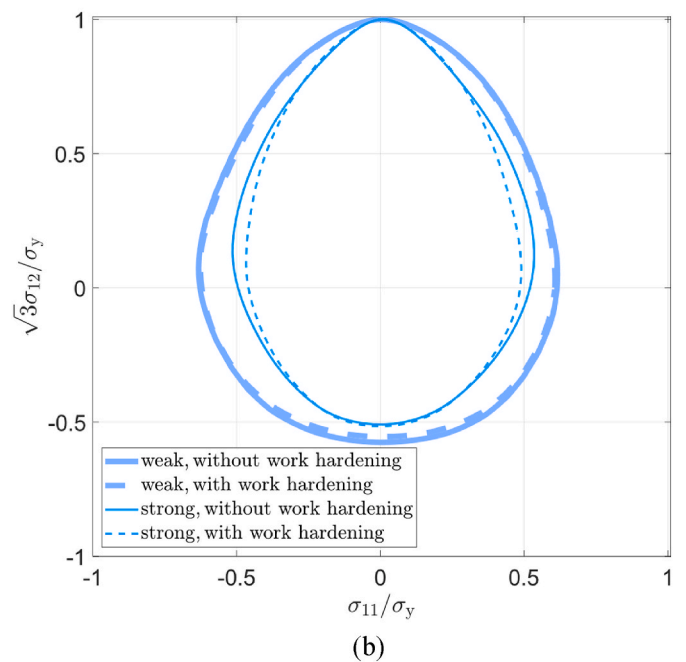 1
0.5
0
-0.5
-1
√3σ12/σy
weak, without work hardening
weak, with work hardening
strong, without work hardening
strong, with work hardening
-1 -0.5 0 0.5 1
σ11/σy
(b)